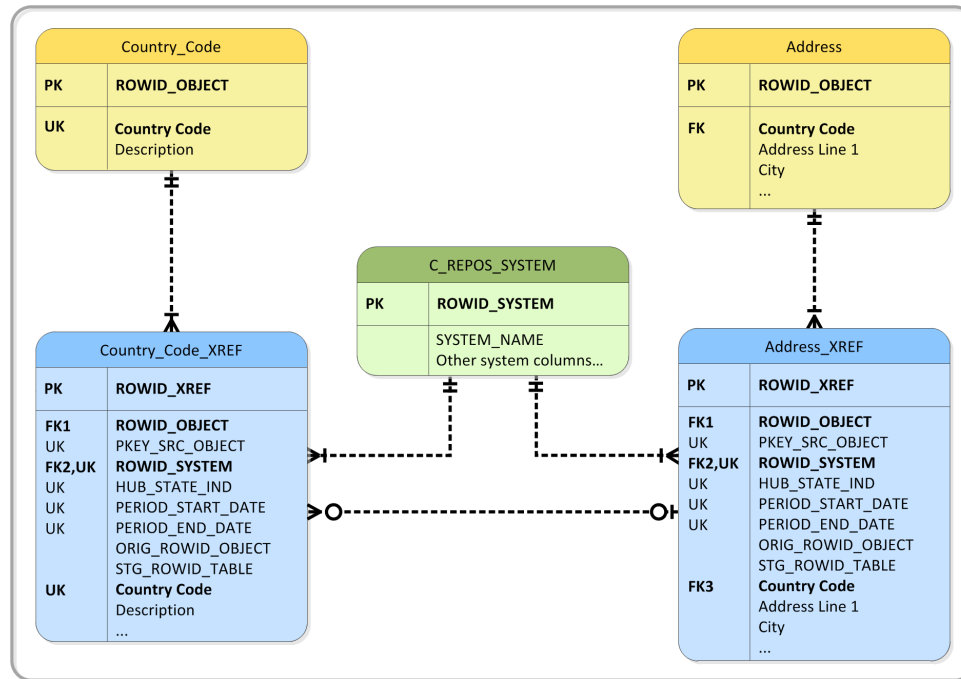 Country_Code
PK ROWID_OBJECT
UK Country Code
Description
Address
PK ROWID_OBJECT
FK Country Code
Address Line 1
City
...
C_REPOS_SYSTEM
PK ROWID_SYSTEM
SYSTEM_NAME
Other system columns...
Country_Code_XREF
PK ROWID_XREF
FK1 ROWID_OBJECT
UK PKEY_SRC_OBJECT
FK2,UK ROWID_SYSTEM
UK HUB_STATE_IND
UK PERIOD_START_DATE
UK PERIOD_END_DATE
ORIG_ROWID_OBJECT
STG_ROWID_TABLE
UK Country Code
Description
...
Address_XREF
PK ROWID_XREF
FK1 ROWID_OBJECT
UK PKEY_SRC_OBJECT
FK2,UK ROWID_SYSTEM
UK HUB_STATE_IND
UK PERIOD_START_DATE
UK PERIOD_END_DATE
ORIG_ROWID_OBJECT
STG_ROWID_TABLE
FK3 Country Code
Address Line 1
City
...